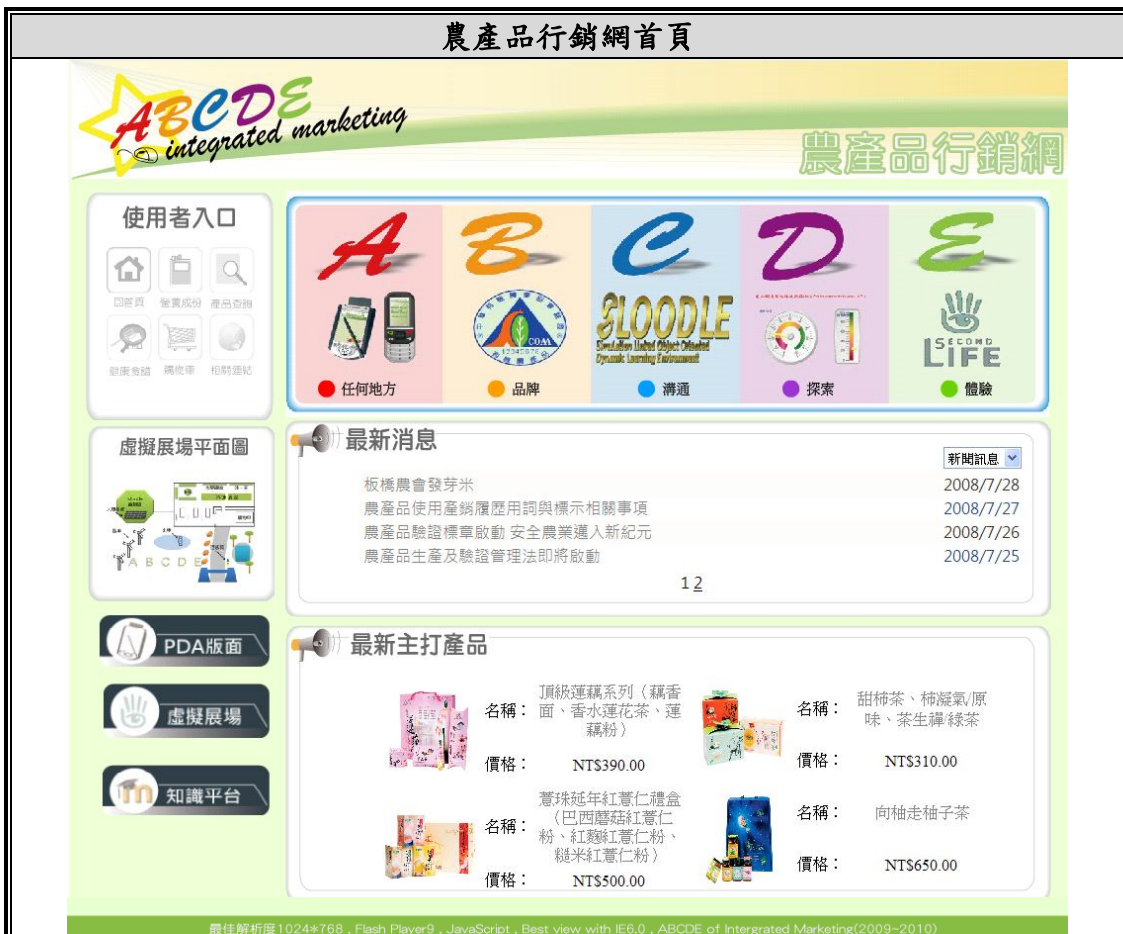 農產品行銷網首頁
ABCDE
integrated marketing
農產品行銷網
使用者入口
回首頁 營養成份 產品查詢
健康會議 購物車 相關連結
A B C D E
SLOODLE
Simulation Linked Object Oriented
Dynamic Learning Environment
SECOND
LIFE
任何地方 品牌 溝通 探索 體驗
虛擬展場平面圖
A B C D E
PDA版面
虛擬展場
知識平台
最新消息
新聞訊息
板橋農會發芽米 2008/7/28
農產品使用產銷履歷用詞與標示相關事項 2008/7/27
農產品驗證標章啟動 安全農業邁入新紀元 2008/7/26
農產品生產及驗證管理法即將啟動 2008/7/25
1 2
最新主打產品
名稱：
頂級蓮藕系列（藕香
面、香水蓮花茶、蓮
藕粉）
價格： NT$390.00
名稱：
甜柿茶、柿凝氣/原
味、茶生禪/綠茶
價格： NT$310.00
名稱：
薏珠延年紅薏仁禮盒
（巴西蘑菇紅薏仁
粉、紅麴紅薏仁粉、
糙米紅薏仁粉）
價格： NT$500.00
名稱： 向柚走柚子茶
價格： NT$650.00
最佳解析度1024*768 , Flash Player9 , JavaScript , Best view with IE6.0 , ABCDE of Intergrated Marketing(2009~2010)